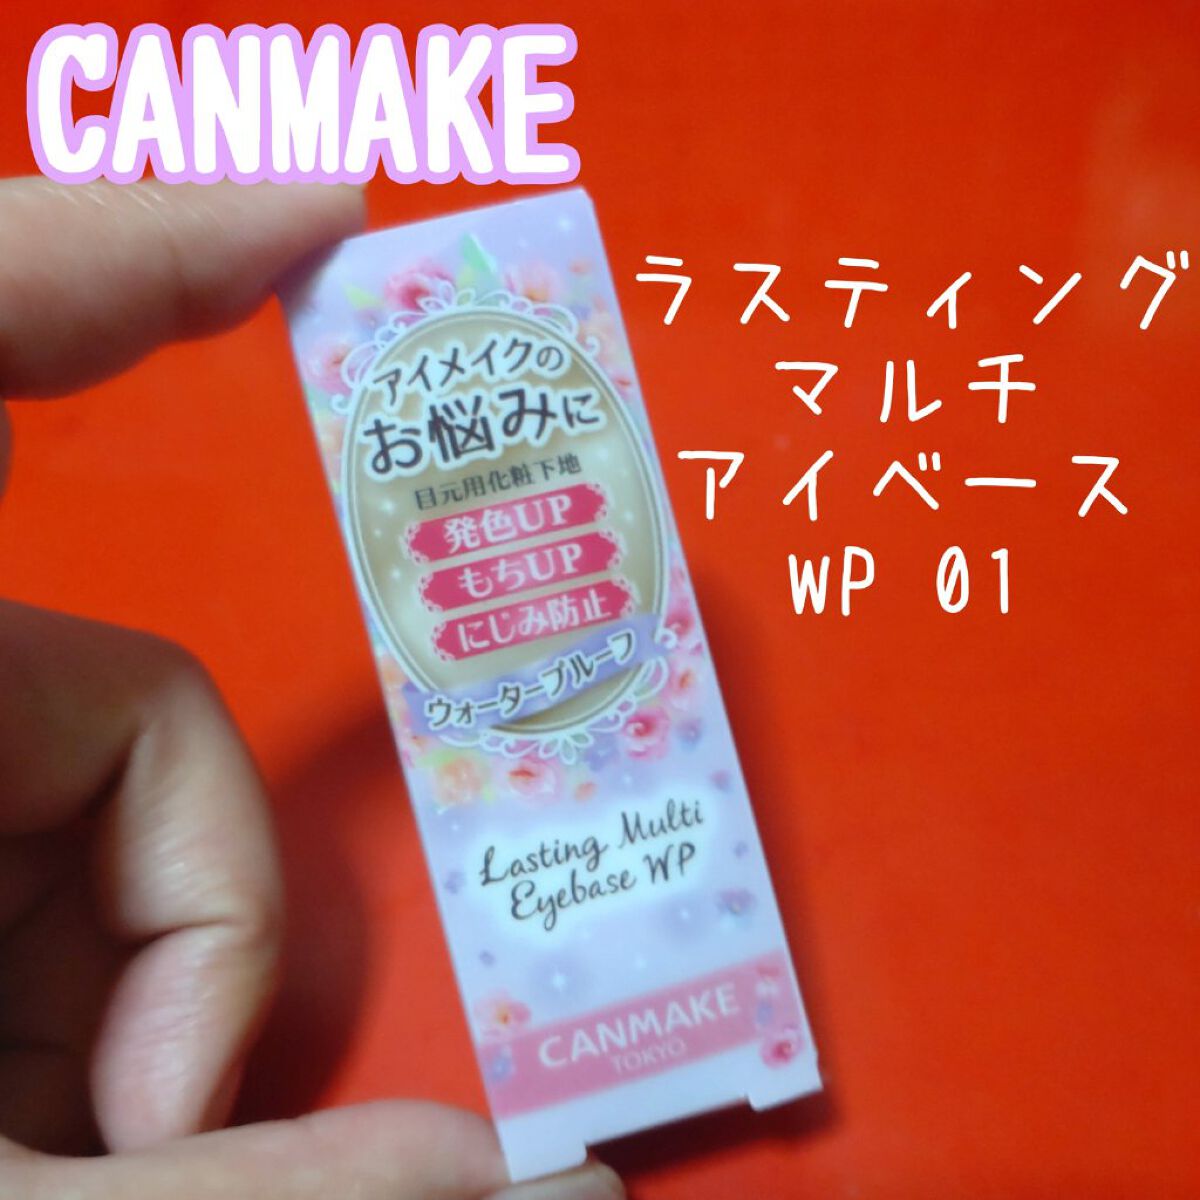 CANMAKE
ラスティング
マルチ
アイベース
WP 01
アイメイクの
お悩みに
目元用化粧下地
発色UP
もちUP
にじみ防止
ウォータープルーフ
Lasting Multi
Eyebase WP
CANMAKE
TOKYO